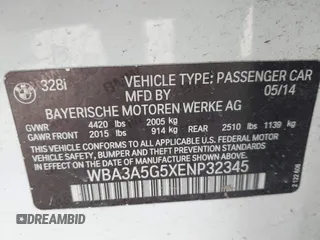 328i
VEHICLE TYPE: PASSENGER CAR
MFD BY 05/14
BAYERISCHE MOTOREN WERKE AG
GVWR 4420 lbs 2005 kg
GAWR FRONT 2015 lbs 914 kg GAWR REAR 2510 lbs 1139 kg
THIS VEHICLE CONFORMS TO ALL APPLICABLE U.S. FEDERAL MOTOR
VEHICLE SAFETY, BUMPER, AND THEFT PREVENTION STANDARDS
IN EFFECT ON THE DATE OF MANUFACTURE SHOWN ABOVE.
WBA3A5G5XENP32345
DREAMBID